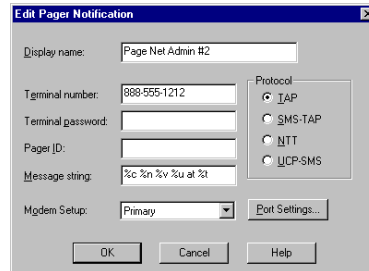 Edit Pager Notification
Display name: Page Net Admin #2
Terminal number: 888-555-1212
Terminal password:
Pager ID:
Message string: %c %n %v %u at %t
Protocol
TAP
SMS-TAP
NTT
UCP-SMS
Modem Setup: Primary
Port Settings...
OK Cancel Help